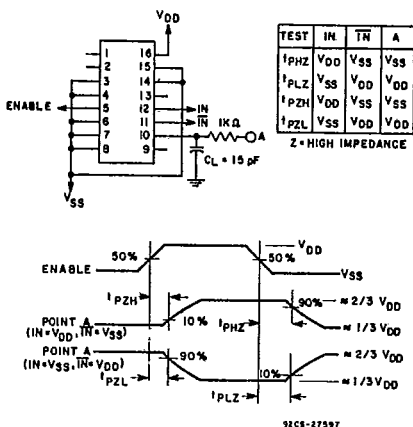 VDD
1 16
2 15
3 14
4 13
ENABLE 5 12 IN
6 11 I̅N̅
7 10 1KΩ A
8 9
CL = 15 pF
VSS
TEST IN I̅N̅ A
tPHZ VDD VSS VSS
tPLZ VSS VDD VDD
tPZH VDD VSS VSS
tPZL VSS VDD VDD
Z = HIGH IMPEDANCE
VDD
50% 50%
ENABLE VSS
tPZH
90% ≈ 2/3 VDD
POINT A 10% tPHZ ≈ 1/3 VDD
(IN=VDD, I̅N̅=VSS)
POINT A 90% ≈ 2/3 VDD
(IN=VSS, I̅N̅=VDD)
tPZL 10% ≈ 1/3 VDD
tPLZ
92CS-27597